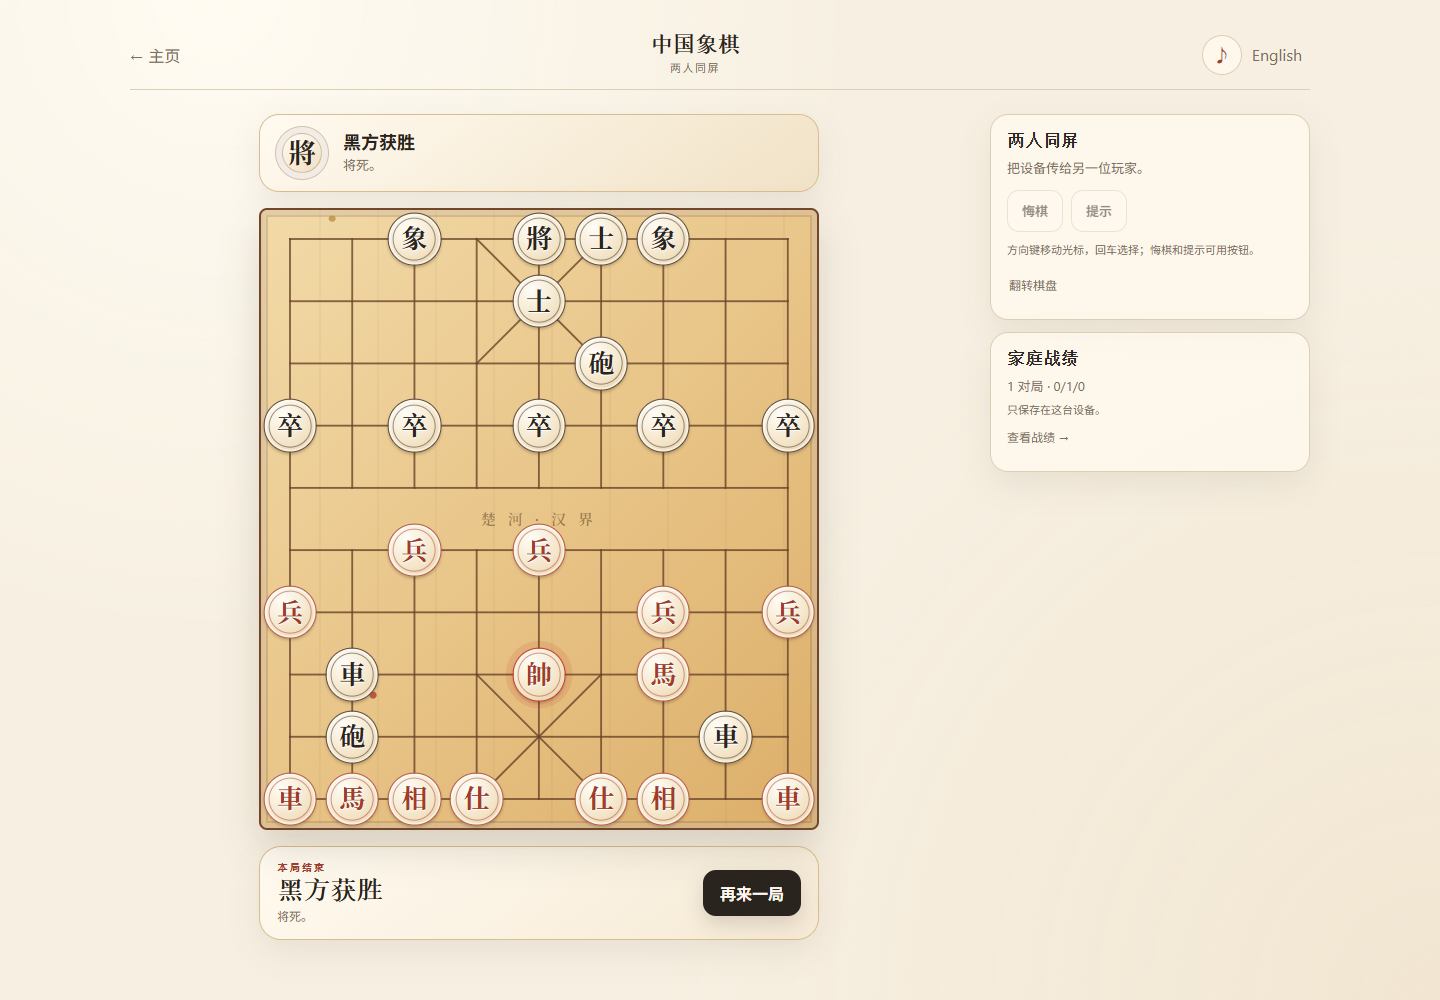 ← 主页
中国象棋
两人同屏
♪ English
將 黑方获胜
将死。
象 將 士 象
士
砲
卒 卒 卒 卒 卒
楚 河 · 汉 界
兵 兵
兵 兵 兵
車 帥 馬
砲 車
車 馬 相 仕 仕 相 車
本局结束
黑方获胜
将死。
再来一局
两人同屏
把设备传给另一位玩家。
悔棋 提示
方向键移动光标，回车选择；悔棋和提示可用按钮。
翻转棋盘
家庭战绩
1 对局 · 0/1/0
只保存在这台设备。
查看战绩 →